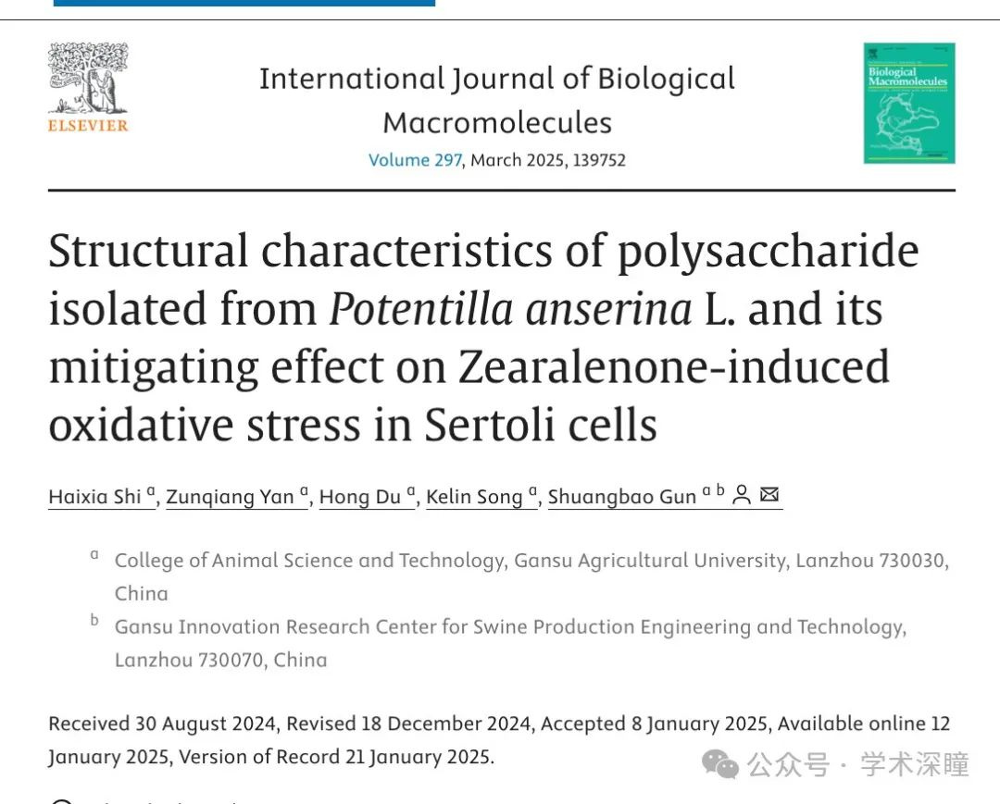 International Journal of Biological
Macromolecules
Volume 297, March 2025, 139752
ELSEVIER
Biological
Macromolecules
Structural characteristics of polysaccharide
isolated from Potentilla anserina L. and its
mitigating effect on Zearalenone-induced
oxidative stress in Sertoli cells
Haixia Shi a, Zunqiang Yan a, Hong Du a, Kelin Song a, Shuangbao Gun a b
a College of Animal Science and Technology, Gansu Agricultural University, Lanzhou 730030,
China
b Gansu Innovation Research Center for Swine Production Engineering and Technology,
Lanzhou 730070, China
Received 30 August 2024, Revised 18 December 2024, Accepted 8 January 2025, Available online 12
January 2025, Version of Record 21 January 2025.
公众号 · 学术深瞳